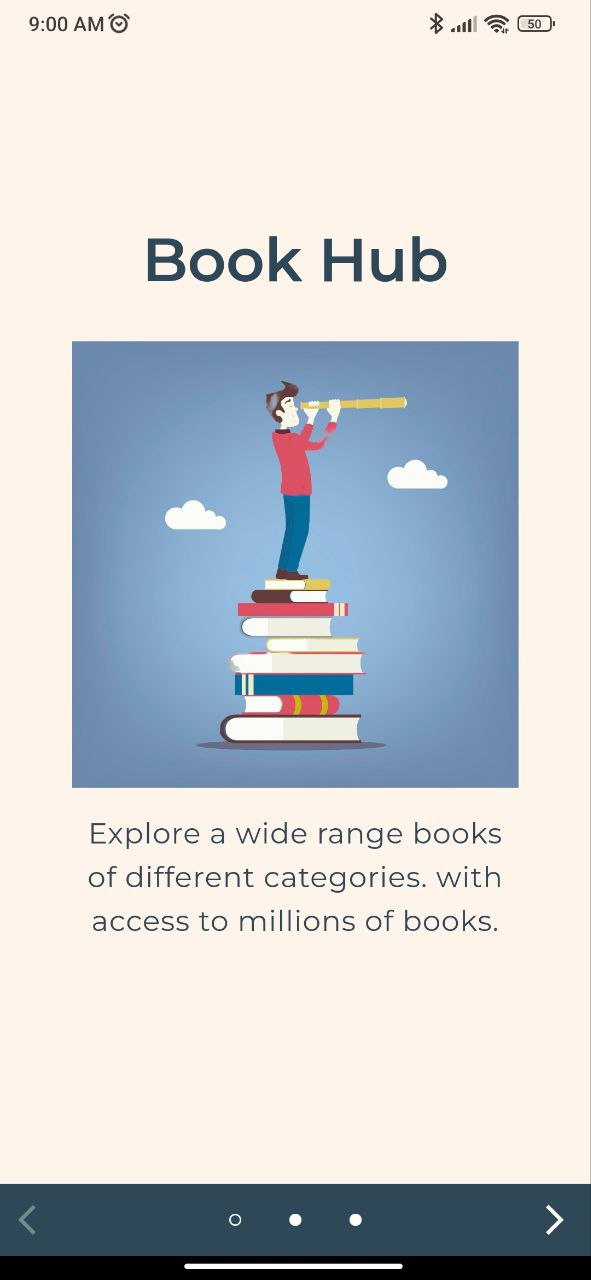 9:00 AM
50
Book Hub
Explore a wide range books
of different categories. with
access to millions of books.